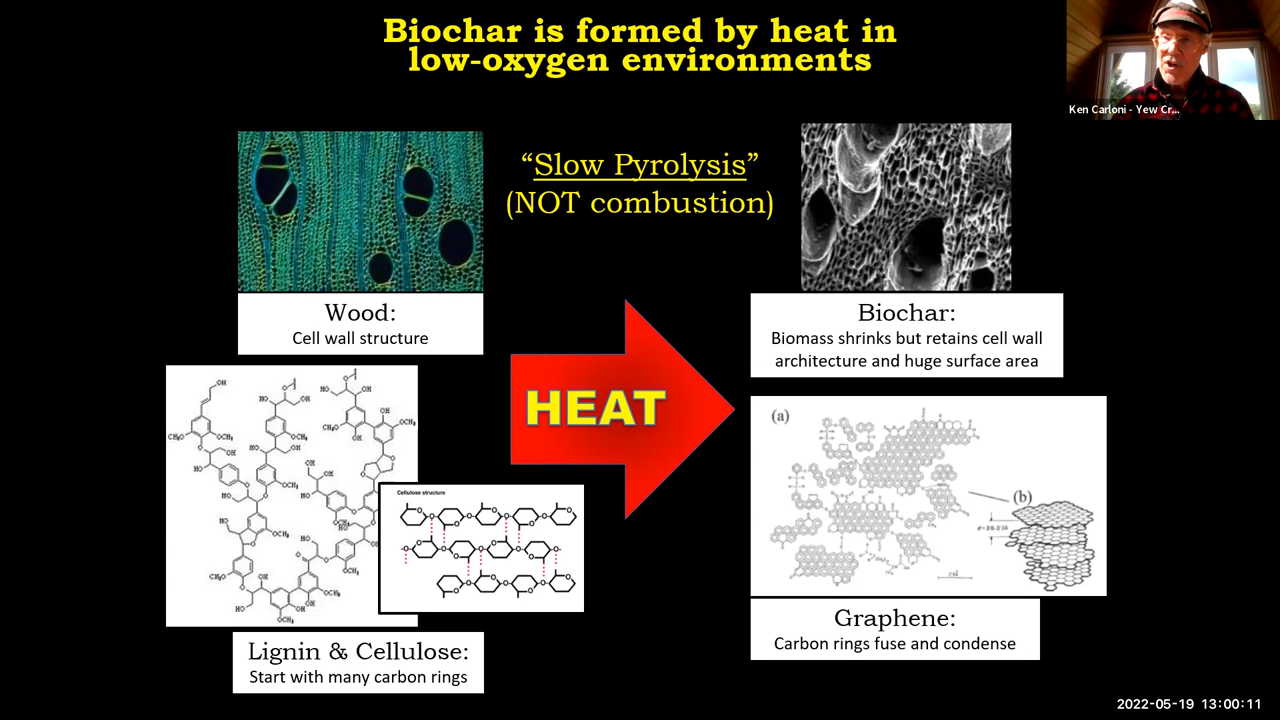 Biochar is formed by heat in
low-oxygen environments
Ken Carloni - Yew Cr...
“Slow Pyrolysis”
(NOT combustion)
Wood:
Cell wall structure
Biochar:
Biomass shrinks but retains cell wall
architecture and huge surface area
HEAT
Cellulose structure
(a)
(b)
Graphene:
Carbon rings fuse and condense
Lignin & Cellulose:
Start with many carbon rings
2022-05-19 13:00:11